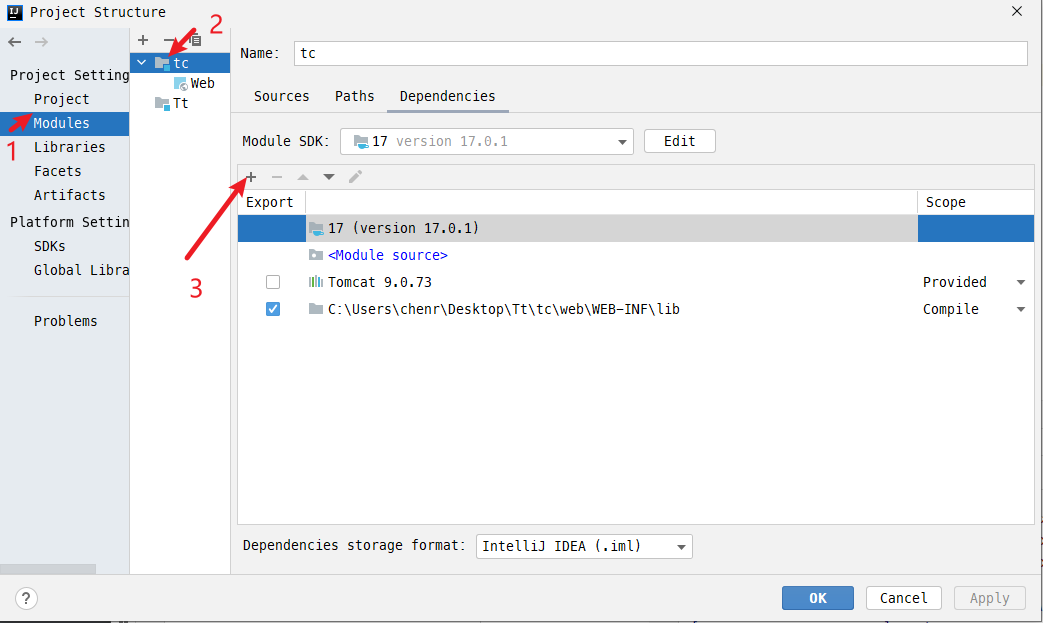 Project Structure
2
Project Setting
Project
Modules
1
Libraries
Facets
Artifacts
Platform Settin
SDKs
Global Libra
Problems
tc
Web
Tt
Name: tc
Sources Paths Dependencies
Module SDK: 17 version 17.0.1 Edit
Export Scope
17 (version 17.0.1)
<Module source>
3
Tomcat 9.0.73 Provided
C:\Users\chenr\Desktop\Tt\tc\web\WEB-INF\lib Compile
Dependencies storage format: IntelliJ IDEA (.iml)
? OK Cancel Apply